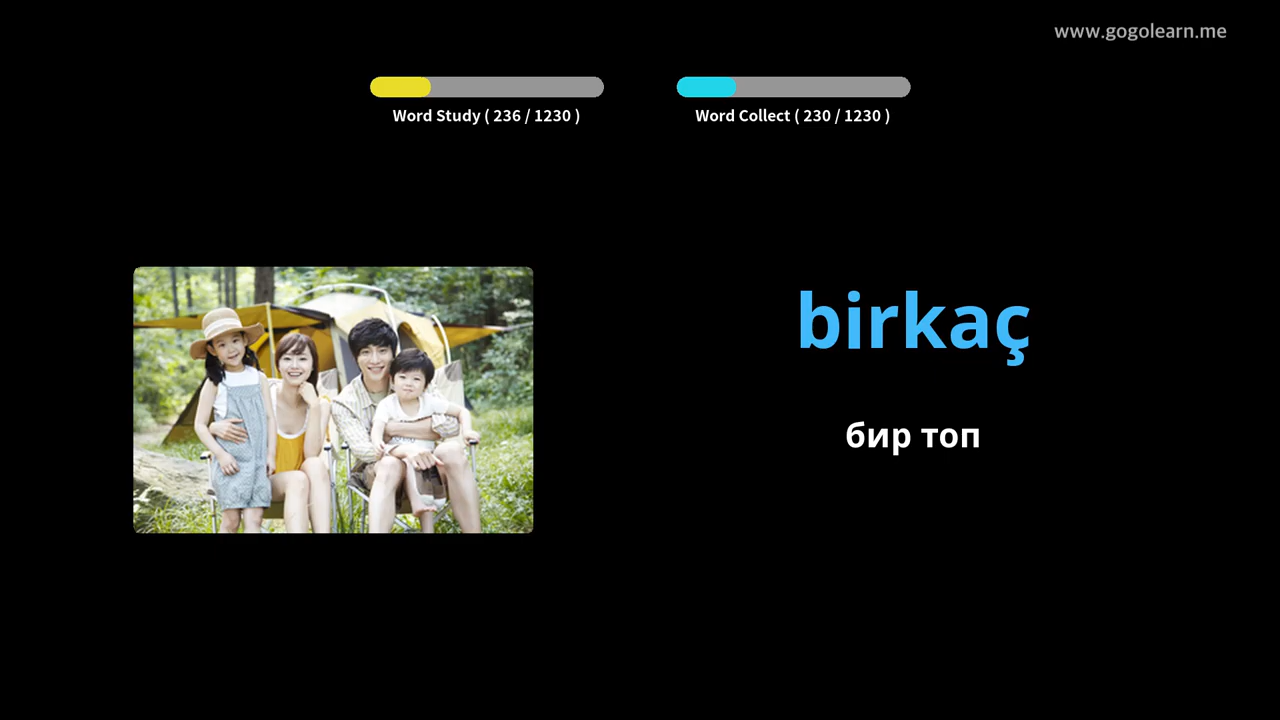 www.gogolearn.me
Word Study ( 236 / 1230 )
Word Collect ( 230 / 1230 )
birkaç
бир топ